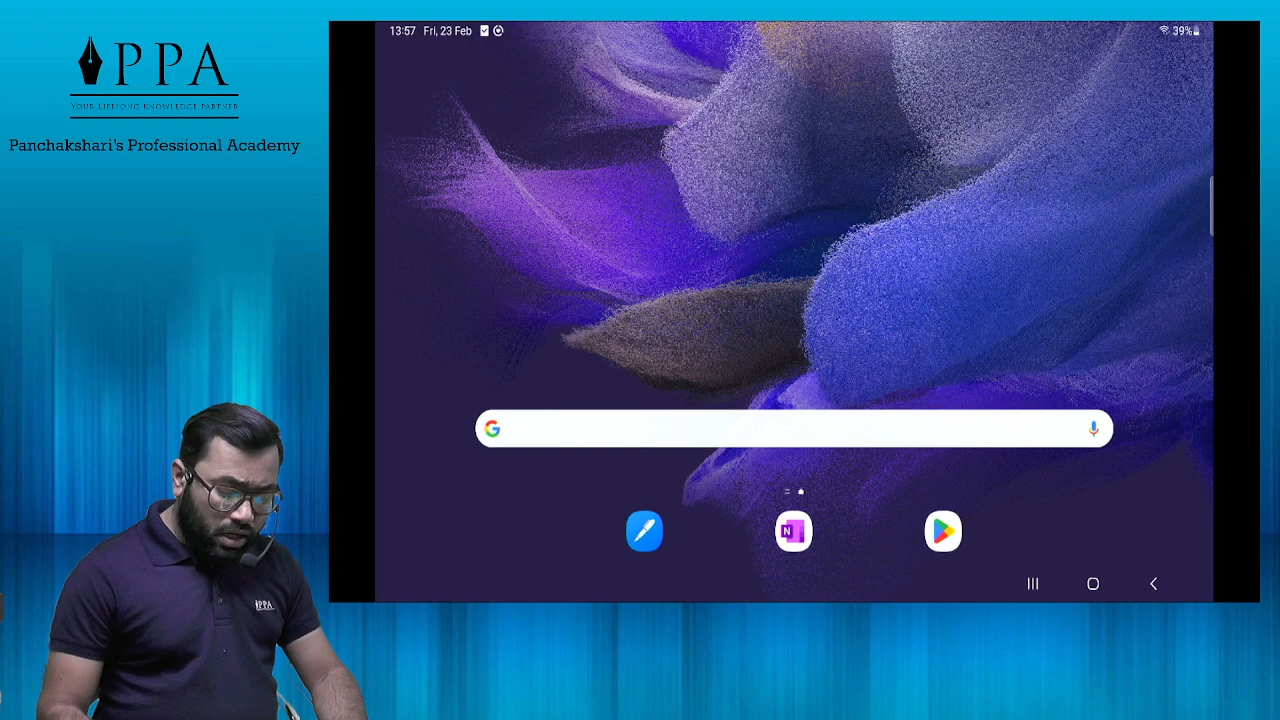 PPA
YOUR LIFELONG KNOWLEDGE PARTNER
Panchakshari's Professional Academy
13:57 Fri, 23 Feb
39%
G
N
PPA